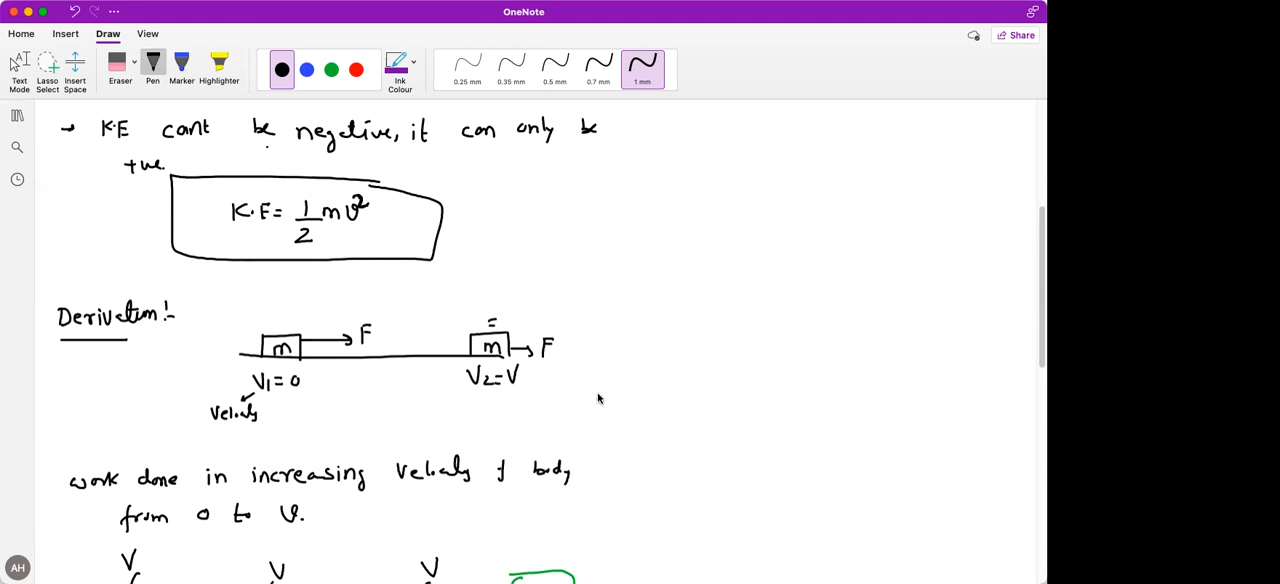 OneNote
Home Insert Draw View
Share
Text Mode
Lasso Select
Insert Space
Eraser
Pen
Marker
Highlighter
Ink Colour
0.25 mm
0.35 mm
0.5 mm
0.7 mm
1 mm
→ K.E can't be negative, it can only be
+ve.
K.E = 1/2 mv²
Derivation:-
m → F
m → F
V₁ = 0
V₂ = V
Velocity
work done in increasing velocity of body
from 0 to v.
V V V
AH